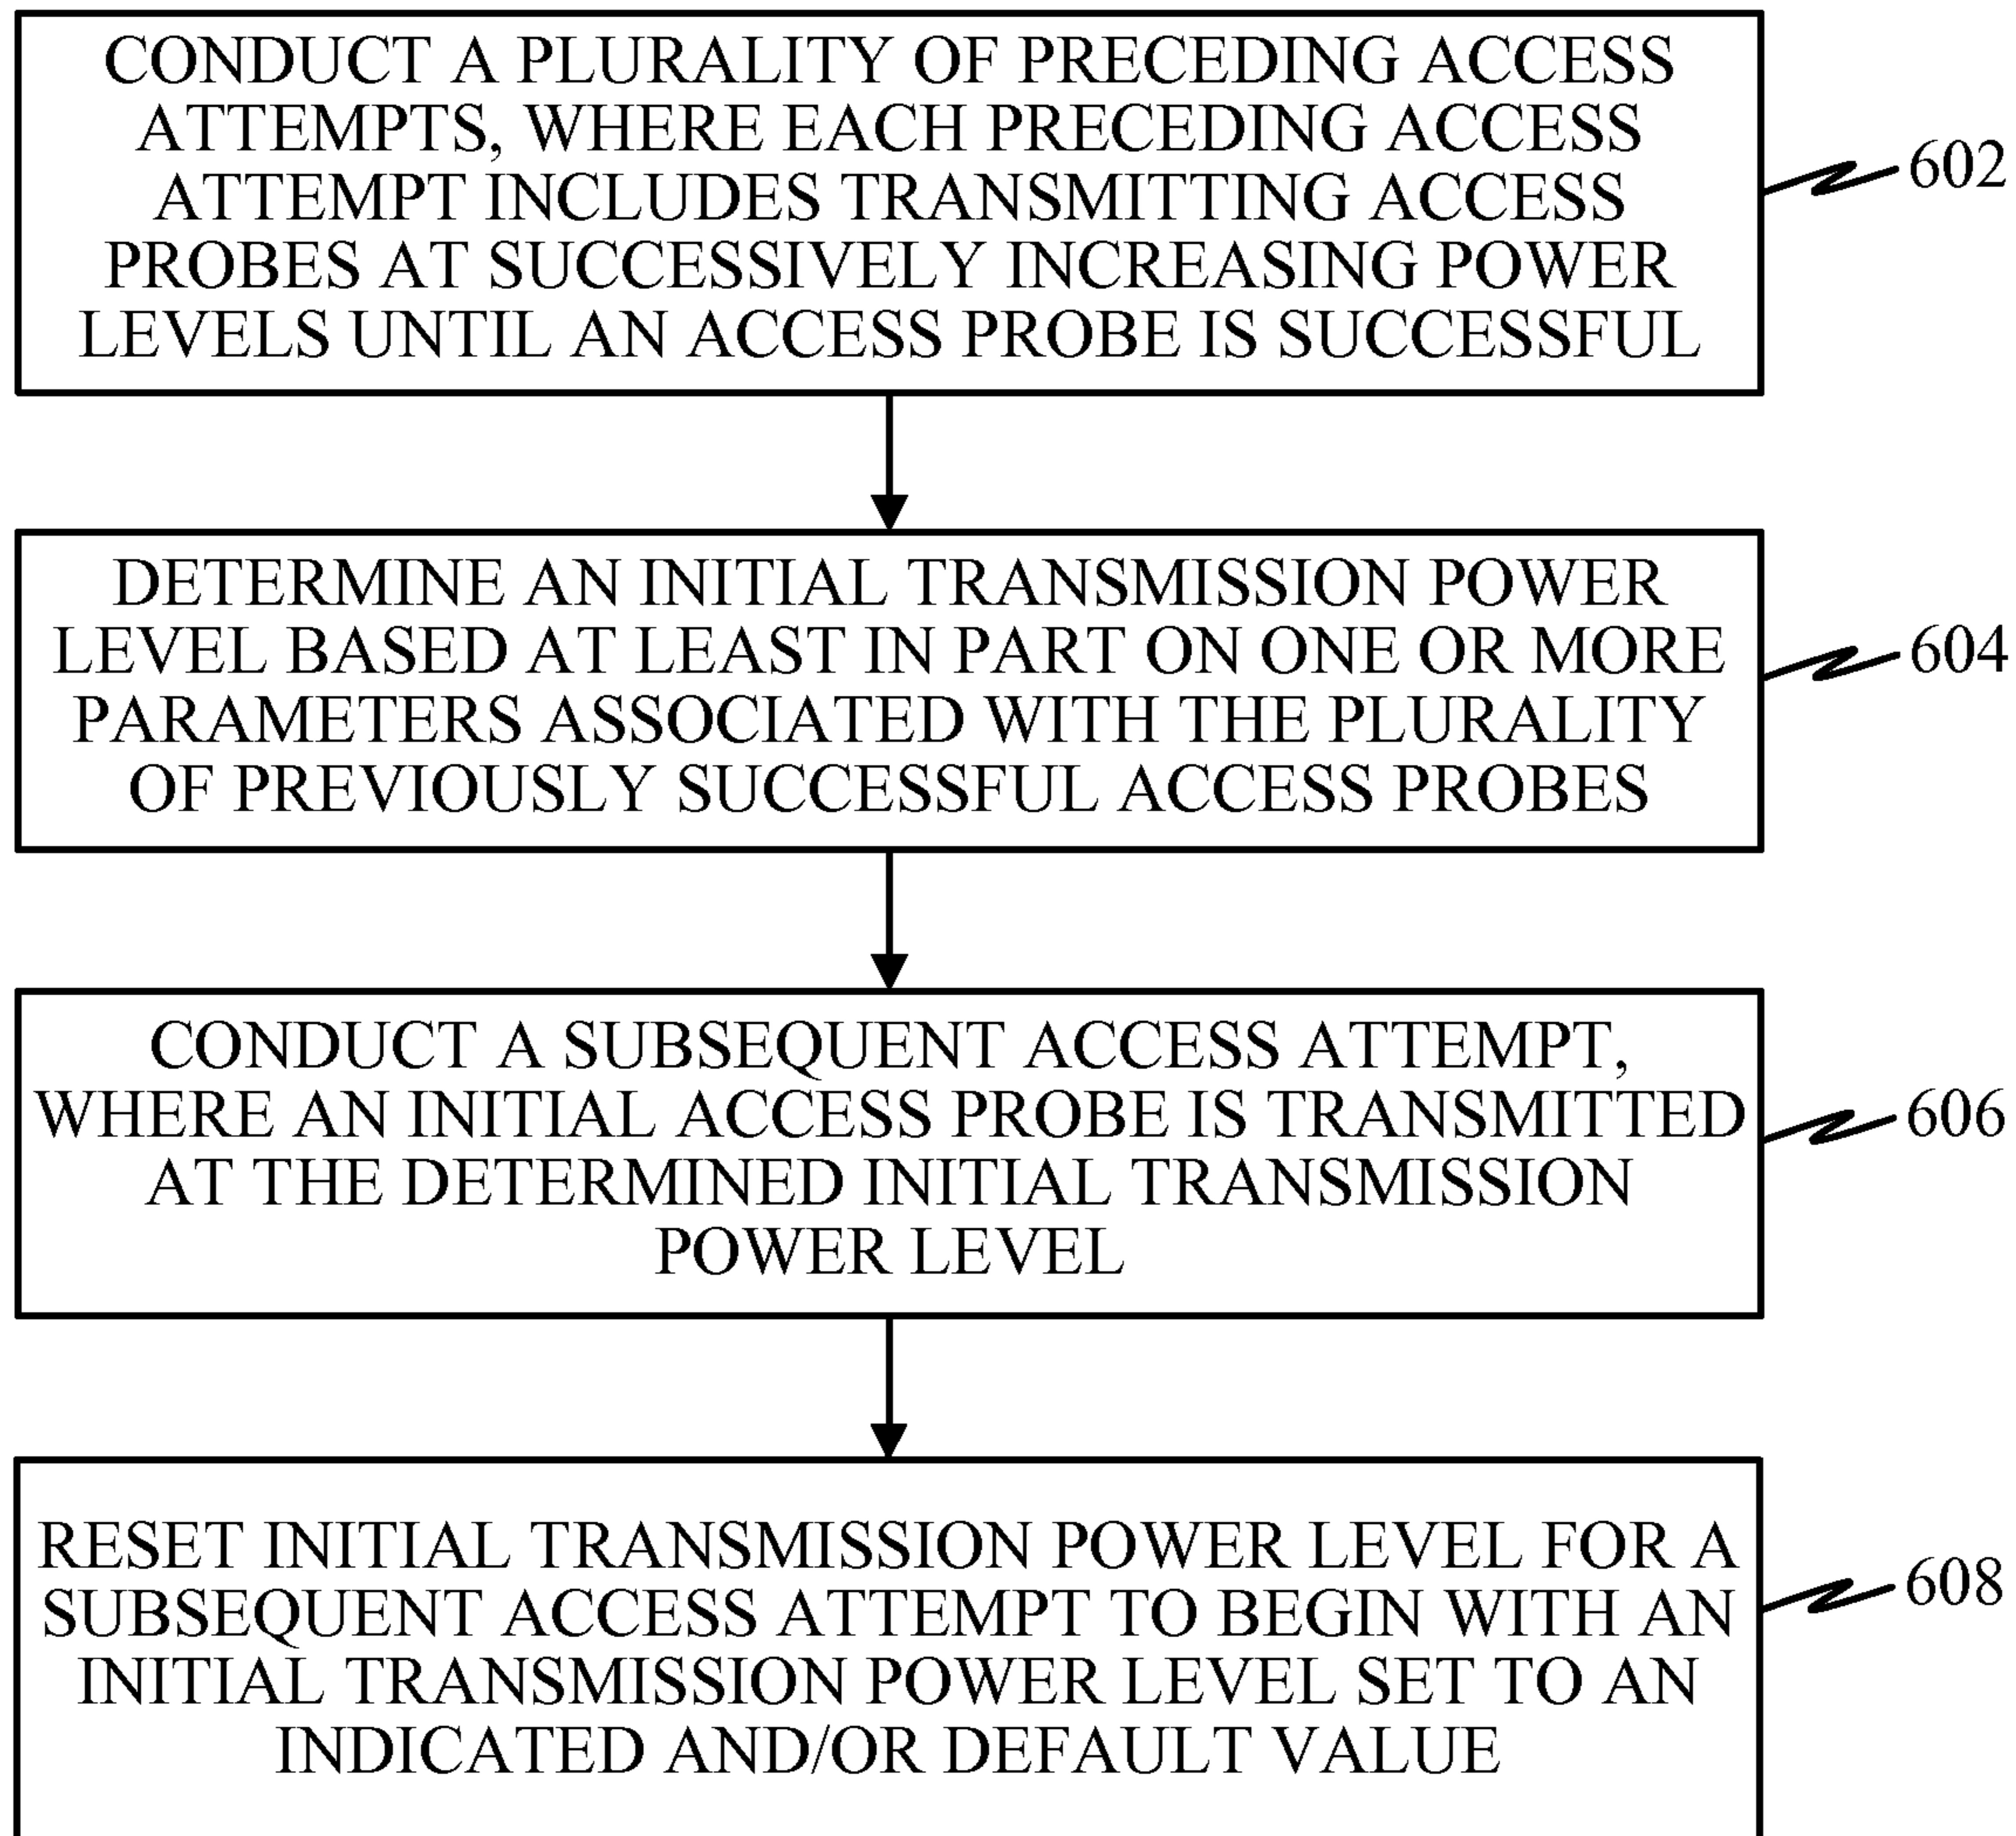 CONDUCT A PLURALITY OF PRECEDING ACCESS
ATTEMPTS, WHERE EACH PRECEDING ACCESS
ATTEMPT INCLUDES TRANSMITTING ACCESS
PROBES AT SUCCESSIVELY INCREASING POWER
LEVELS UNTIL AN ACCESS PROBE IS SUCCESSFUL
602
DETERMINE AN INITIAL TRANSMISSION POWER
LEVEL BASED AT LEAST IN PART ON ONE OR MORE
PARAMETERS ASSOCIATED WITH THE PLURALITY
OF PREVIOUSLY SUCCESSFUL ACCESS PROBES
604
CONDUCT A SUBSEQUENT ACCESS ATTEMPT,
WHERE AN INITIAL ACCESS PROBE IS TRANSMITTED
AT THE DETERMINED INITIAL TRANSMISSION
POWER LEVEL
606
RESET INITIAL TRANSMISSION POWER LEVEL FOR A
SUBSEQUENT ACCESS ATTEMPT TO BEGIN WITH AN
INITIAL TRANSMISSION POWER LEVEL SET TO AN
INDICATED AND/OR DEFAULT VALUE
608